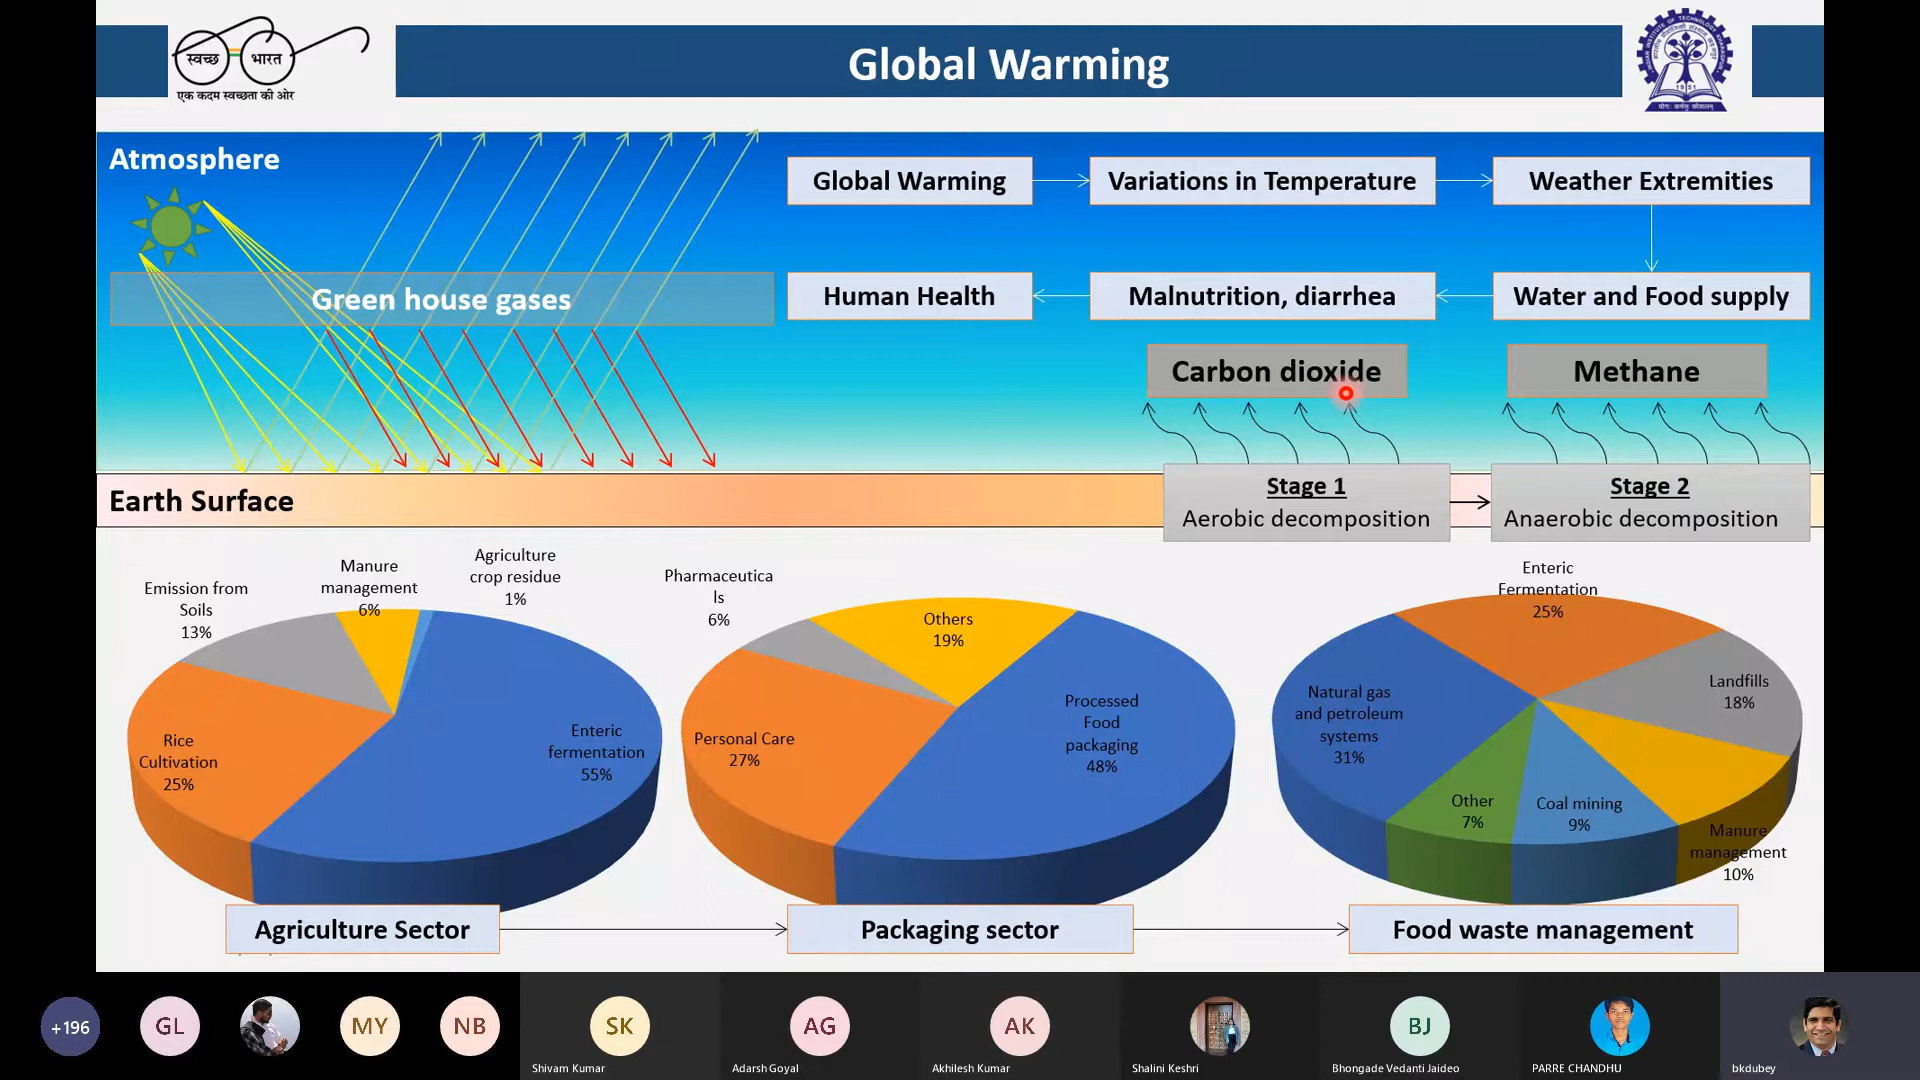 स्वच्छ भारत
एक कदम स्वच्छता की ओर
Global Warming
1951
योगः कर्मसु कौशलम्
Atmosphere
Green house gases
Global Warming
Variations in Temperature
Weather Extremities
Human Health
Malnutrition, diarrhea
Water and Food supply
Carbon dioxide
Methane
Earth Surface
Stage 1
Aerobic decomposition
Stage 2
Anaerobic decomposition
Emission from
Soils
13%
Manure
management
6%
Agriculture
crop residue
1%
Rice
Cultivation
25%
Enteric
fermentation
55%
Pharmaceutica
ls
6%
Others
19%
Personal Care
27%
Processed
Food
packaging
48%
Enteric
Fermentation
25%
Landfills
18%
Natural gas
and petroleum
systems
31%
Other
7%
Coal mining
9%
Manure
management
10%
Agriculture Sector
Packaging sector
Food waste management
+196
GL
MY
NB
SK
Shivam Kumar
AG
Adarsh Goyal
AK
Akhilesh Kumar
Shalini Keshri
BJ
Bhongade Vedanti Jaideo
PARRE CHANDHU
bkdubey